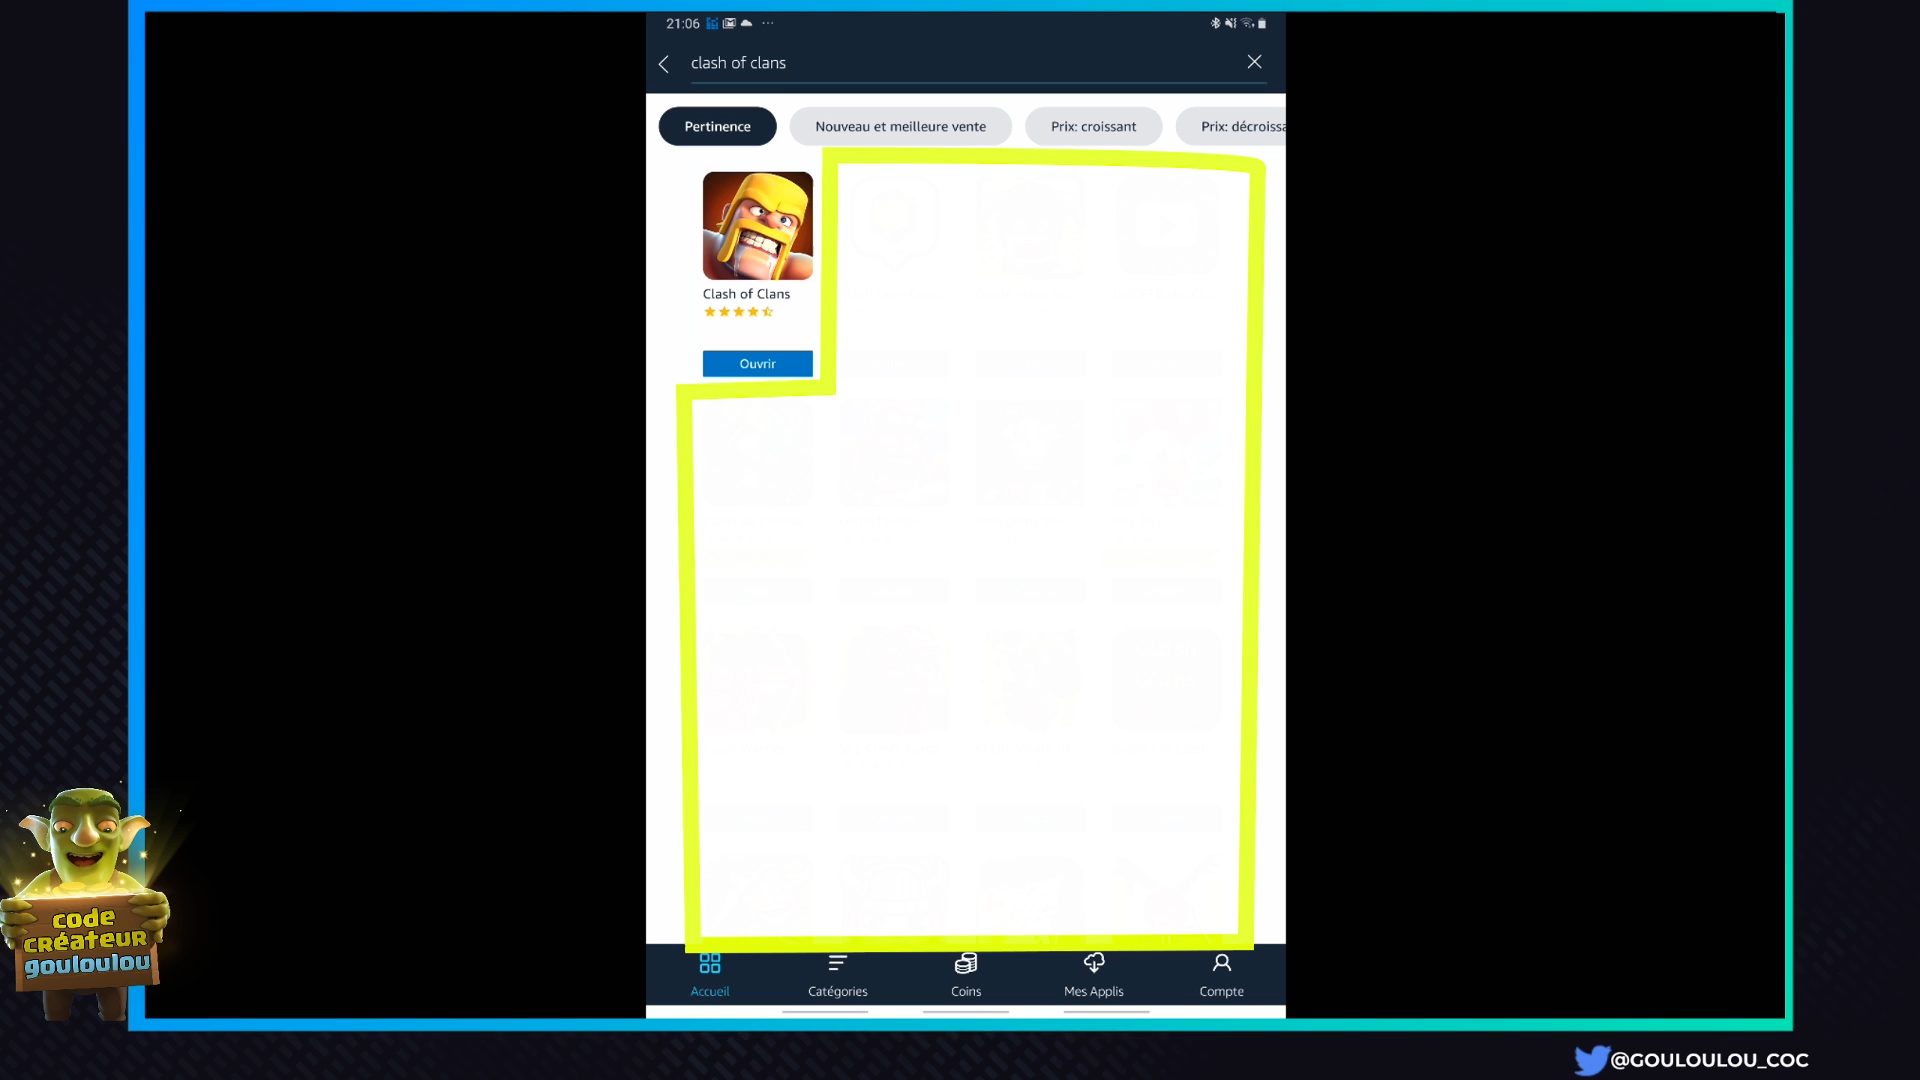 21:06
clash of clans
Pertinence
Nouveau et meilleure vente
Prix: croissant
Prix: décroissa
Clash of Clans
Ouvrir
Accueil
Catégories
Coins
Mes Applis
Compte
code
créateur
gouloulou
@GOULOULOU_COC